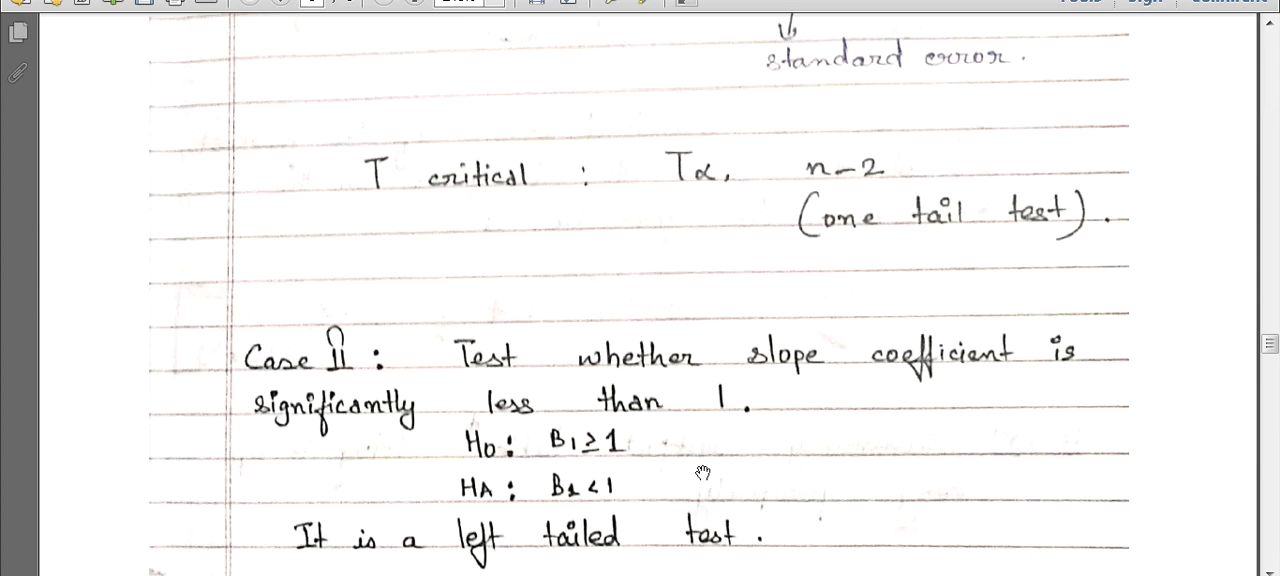 standard error.
T critical : Tα, n-2
(one tail test).
Case II : Test whether slope coefficient is
significantly less than 1.
H0 : B1 ≥ 1
HA : B1 < 1
It is a left tailed test.